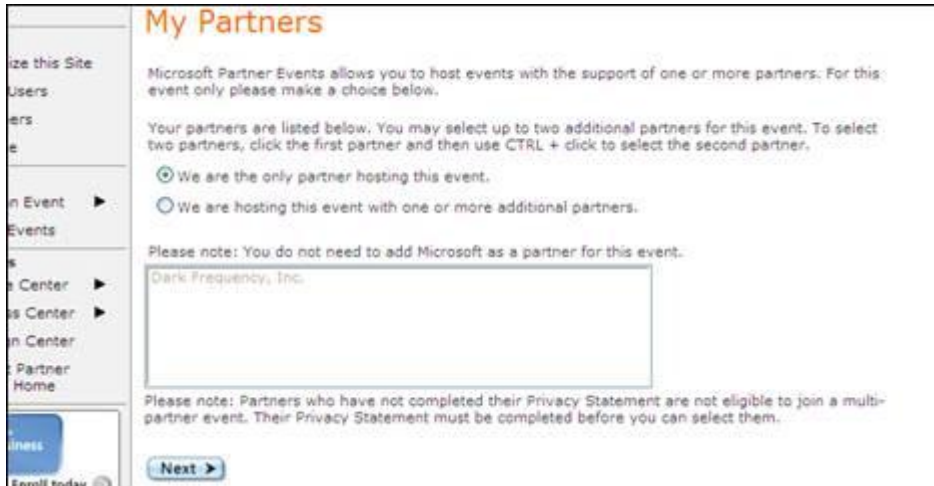 My Partners
ize this Site
Microsoft Partner Events allows you to host events with the support of one or more partners. For this
event only please make a choice below.
Users
ers
Your partners are listed below. You may select up to two additional partners for this event. To select
two partners, click the first partner and then use CTRL + click to select the second partner.
e
We are the only partner hosting this event.
n Event
We are hosting this event with one or more additional partners.
Events
Please note: You do not need to add Microsoft as a partner for this event.
s
Dark Frequency, Inc.
e Center
ss Center
n Center
t Partner
Home
Please note: Partners who have not completed their Privacy Statement are not eligible to join a multi-
partner event. Their Privacy Statement must be completed before you can select them.
iness
Next
Enroll today